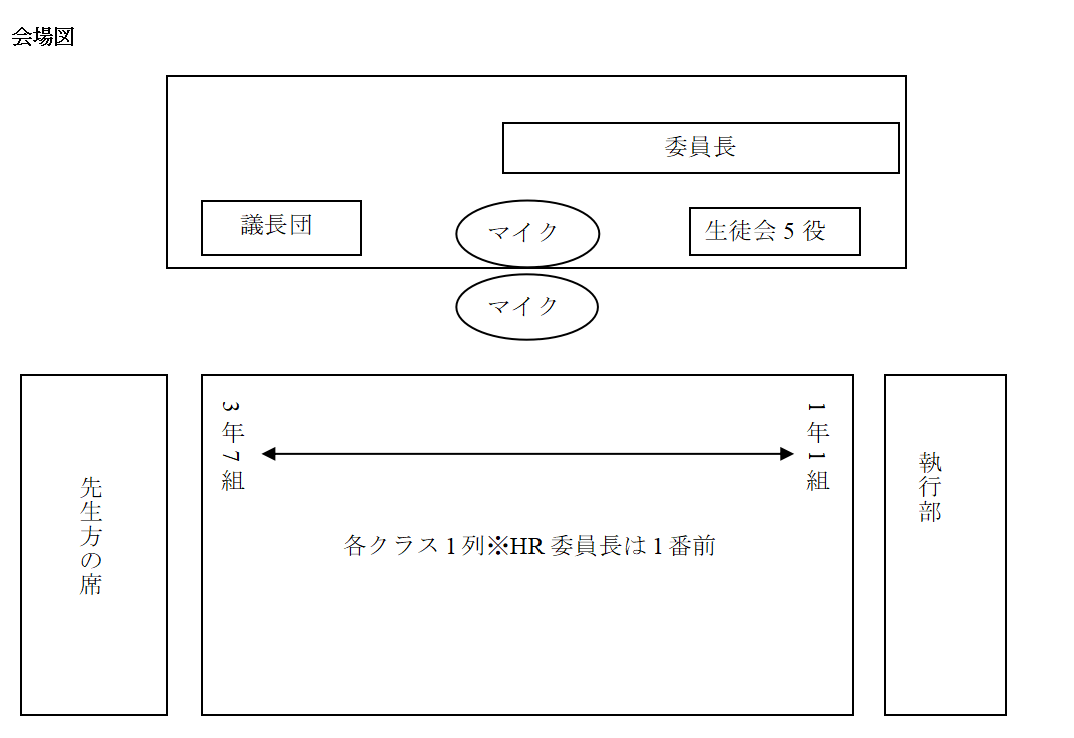 会場図
委員長
議長団
マイク
生徒会5役
マイク
3年7組
1年1組
先生方の席
執行部
各クラス1列※HR委員長は1番前